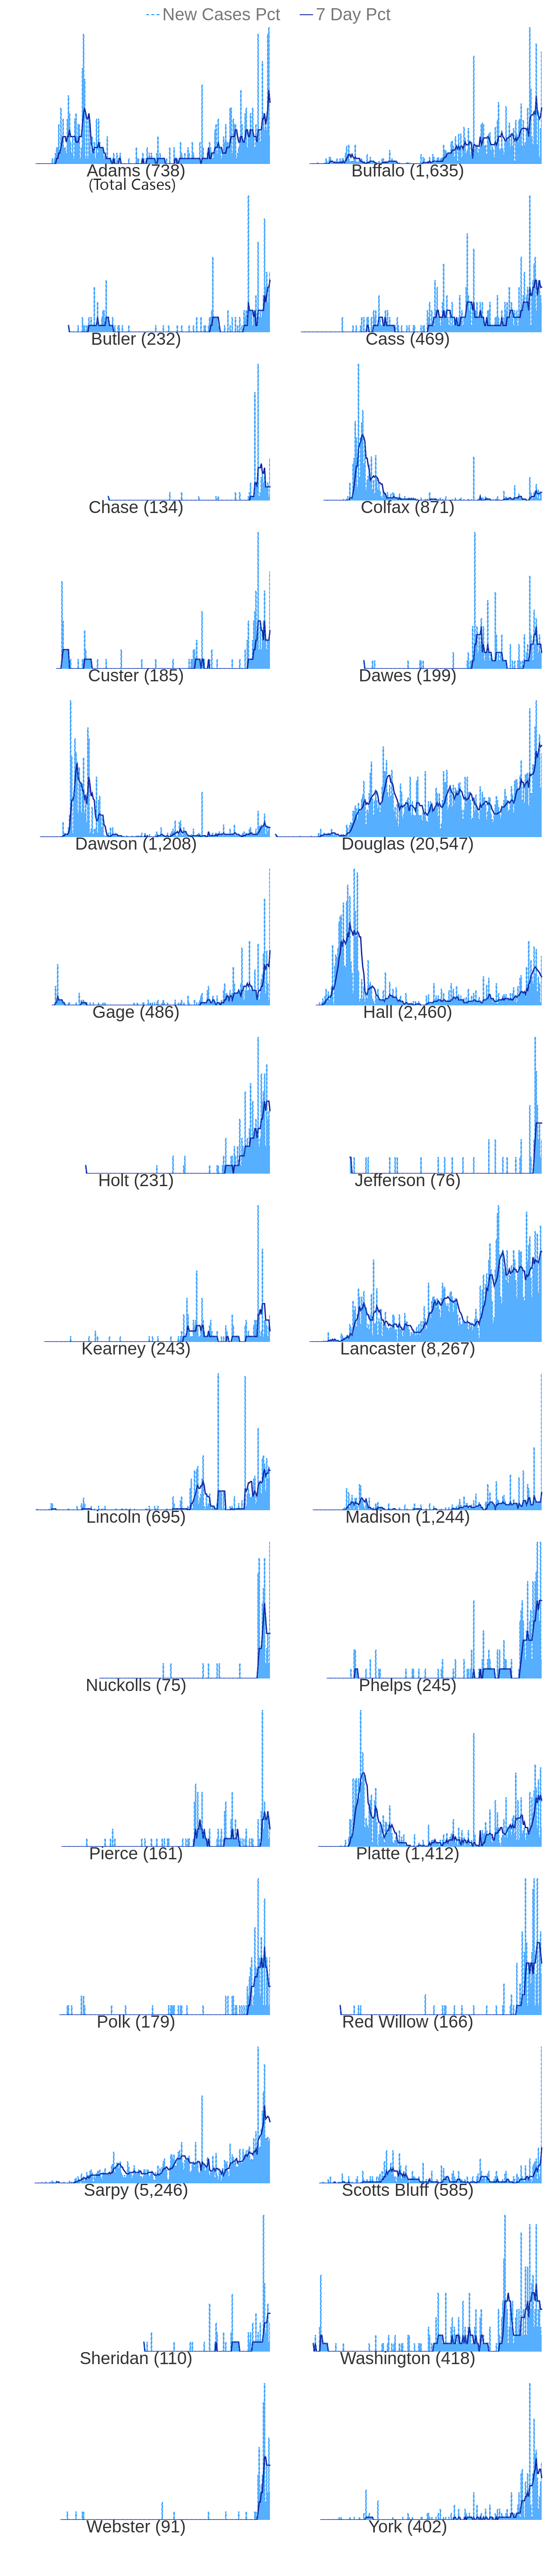 New Cases Pct 7 Day Pct
Adams (738) Buffalo (1,635)
(Total Cases)
Butler (232) Cass (469)
Chase (134) Colfax (871)
Custer (185) Dawes (199)
Dawson (1,208) Douglas (20,547)
Gage (486) Hall (2,460)
Holt (231) Jefferson (76)
Kearney (243) Lancaster (8,267)
Lincoln (695) Madison (1,244)
Nuckolls (75) Phelps (245)
Pierce (161) Platte (1,412)
Polk (179) Red Willow (166)
Sarpy (5,246) Scotts Bluff (585)
Sheridan (110) Washington (418)
Webster (91) York (402)